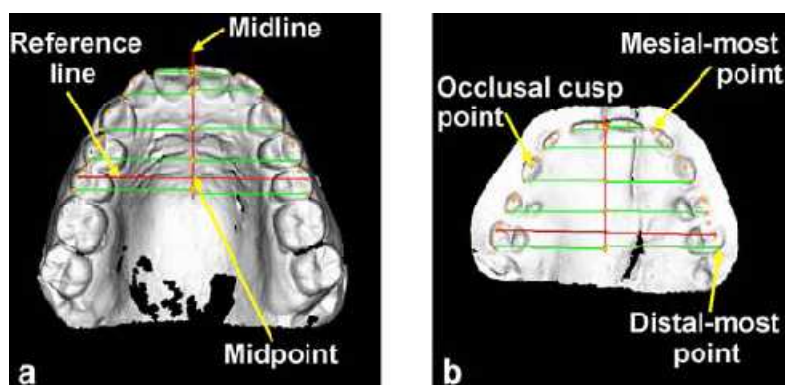 Midline
Reference
line
Midpoint
a
Mesial-most
point
Occlusal cusp
point
Distal-most
point
b